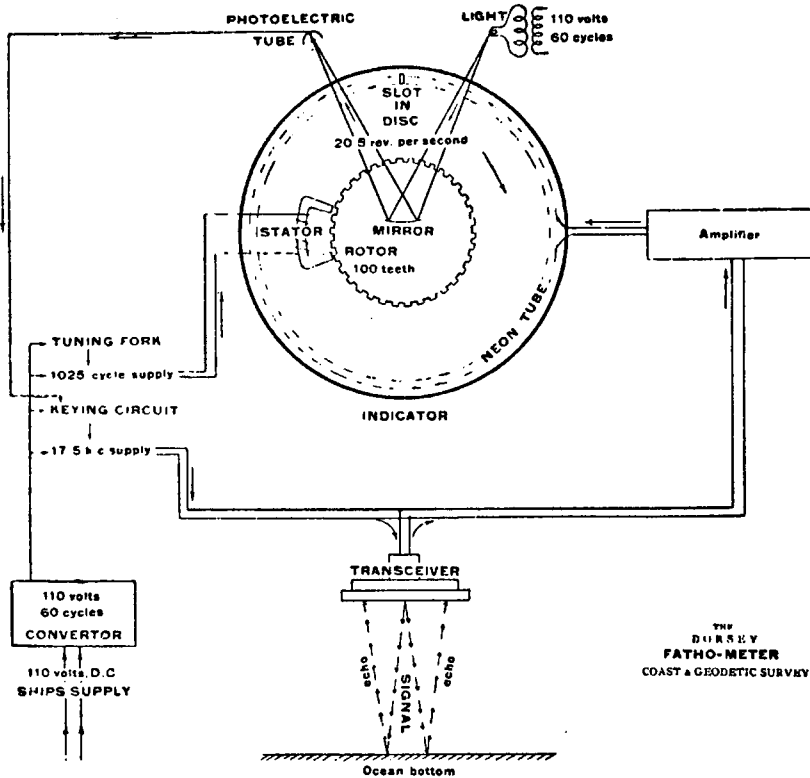 PHOTOELECTRIC
TUBE
LIGHT
110 volts
60 cycles
SLOT
IN
DISC
20 5 rev. per second
STATOR
MIRROR
ROTOR
100 teeth
Amplifier
NEON TUBE
INDICATOR
TUNING FORK
1025 cycle supply
KEYING CIRCUIT
17 5 k c supply
TRANSCEIVER
110 volts
60 cycles
CONVERTOR
110 volts, D.C
SHIPS SUPPLY
echo
SIGNAL
echo
Ocean bottom
THE
DORSEY
FATHO-METER
COAST & GEODETIC SURVEY